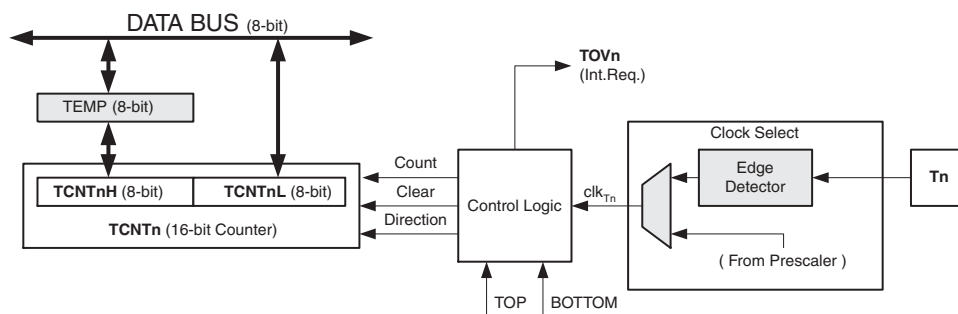 DATA BUS (8-bit)
TOVn
(Int.Req.)
TEMP (8-bit)
Clock Select
Count
Edge
Detector
Tn
TCNTnH (8-bit) TCNTnL (8-bit)
Clear
Control Logic
clkTn
TCNTn (16-bit Counter)
Direction
( From Prescaler )
TOP BOTTOM